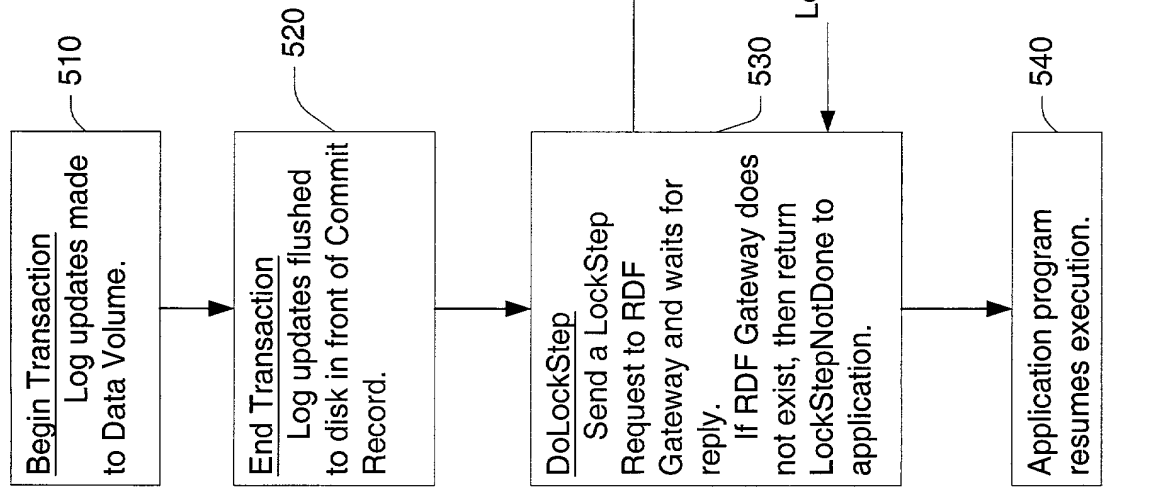 Begin Transaction
Log updates made
to Data Volume.
510
End Transaction
Log updates flushed
to disk in front of Commit
Record.
520
DoLockStep
Send a LockStep
Request to RDF
Gateway and waits for
reply.
If RDF Gateway does
not exist, then return
LockStepNotDone to
application.
530
Application program
resumes execution.
540